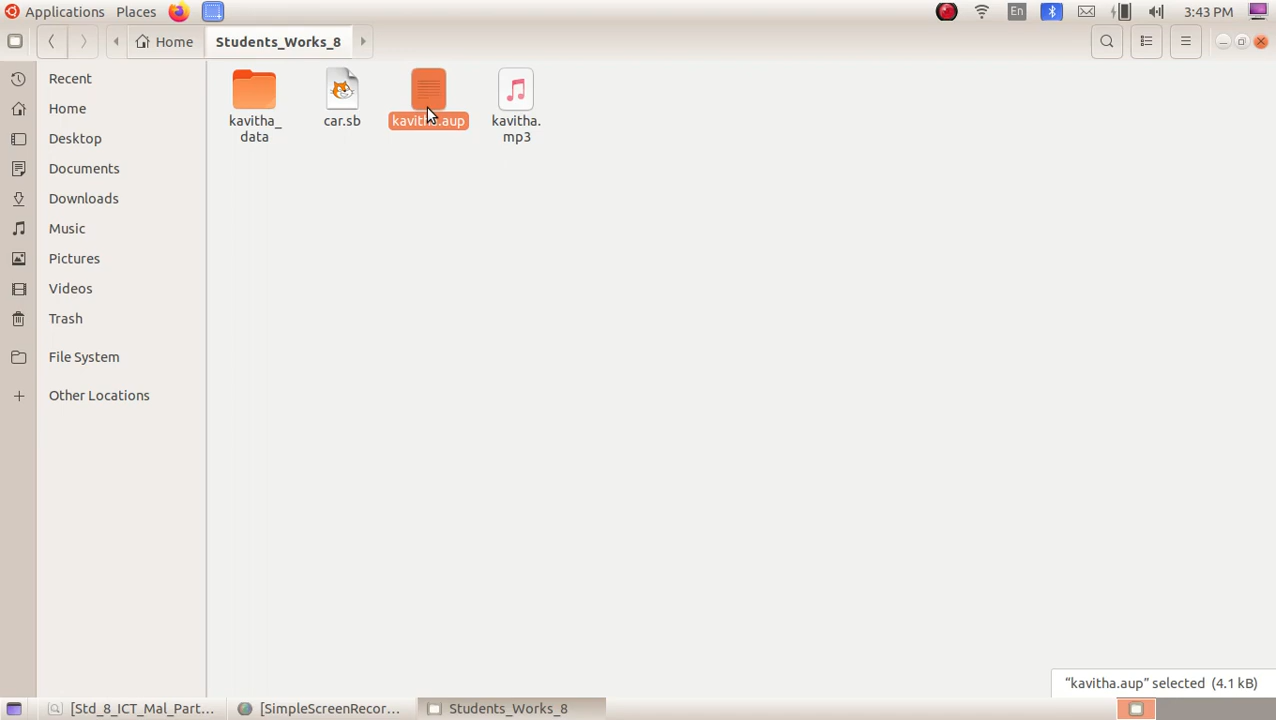 Applications Places En 3:43 PM
Home Students_Works_8
Recent
Home
Desktop
Documents
Downloads
Music
Pictures
Videos
Trash
File System
Other Locations
kavitha_
data
car.sb
kavitha.aup
kavitha.
mp3
"kavitha.aup" selected (4.1 kB)
[Std_8_ICT_Mal_Part... [SimpleScreenRecor... Students_Works_8